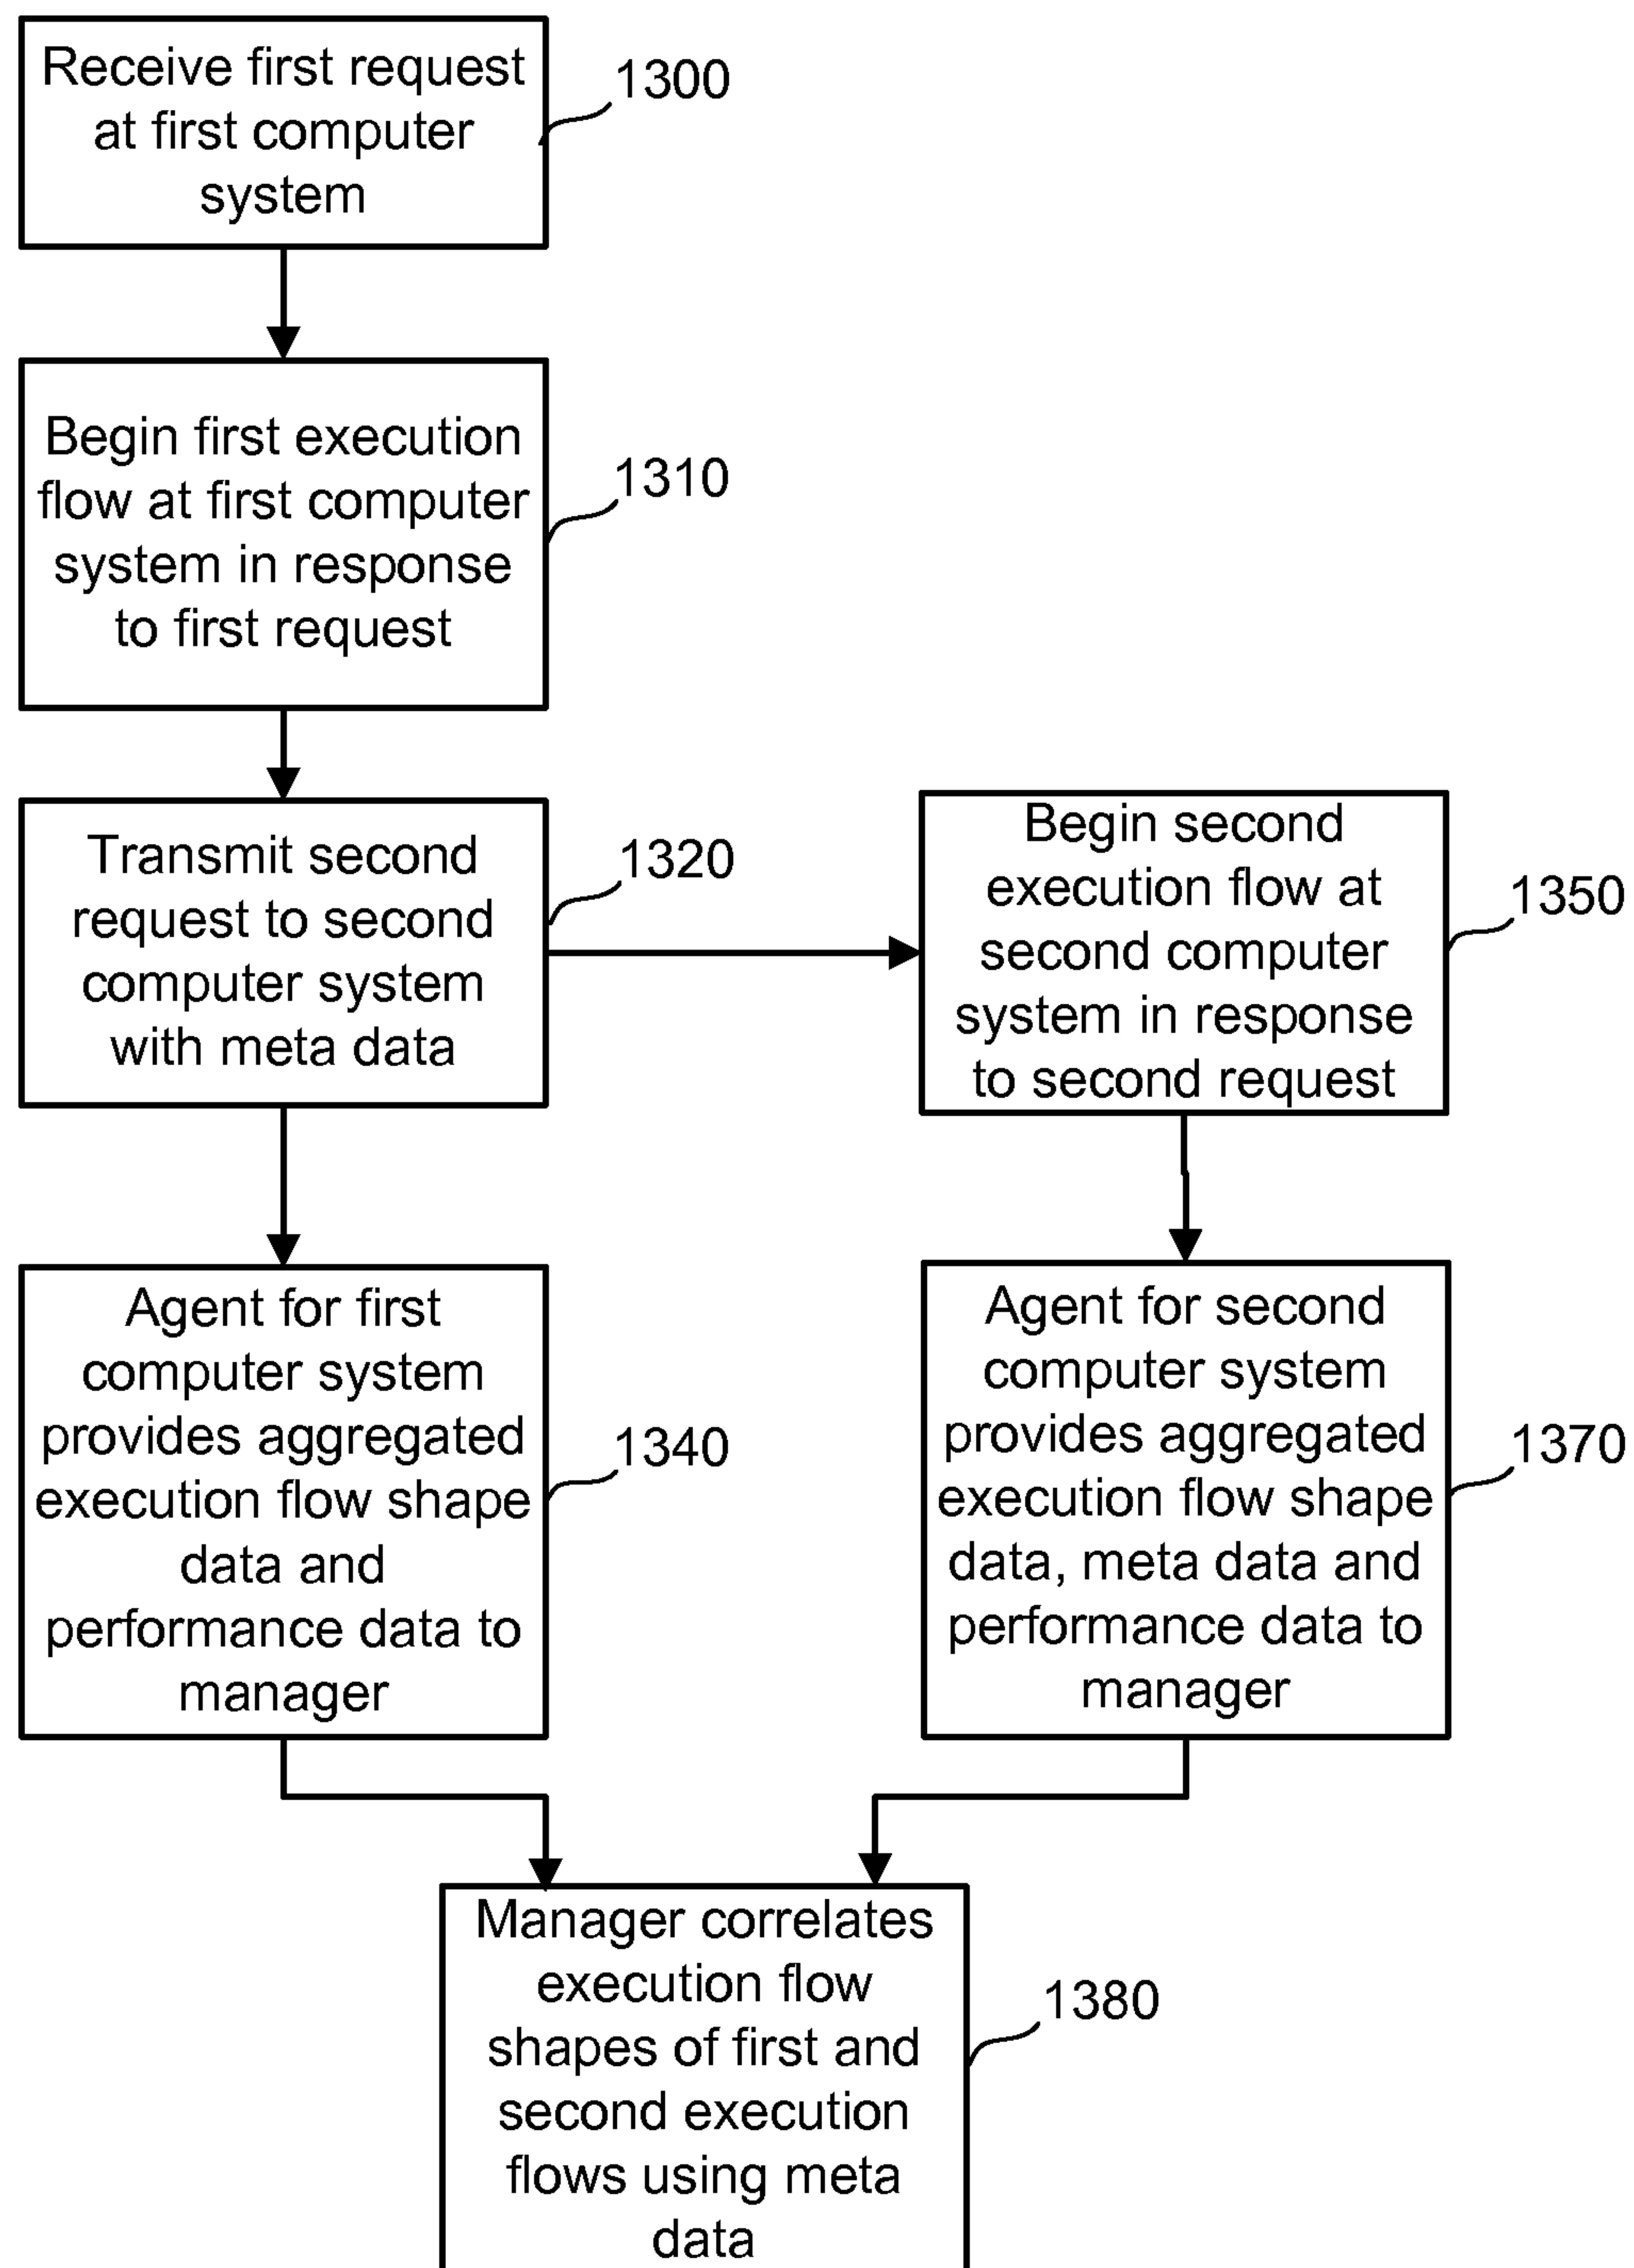 Receive first request
at first computer
system
1300
Begin first execution
flow at first computer
system in response
to first request
1310
Transmit second
request to second
computer system
with meta data
1320
Begin second
execution flow at
second computer
system in response
to second request
1350
Agent for first
computer system
provides aggregated
execution flow shape
data and
performance data to
manager
1340
Agent for second
computer system
provides aggregated
execution flow shape
data, meta data and
performance data to
manager
1370
Manager correlates
execution flow
shapes of first and
second execution
flows using meta
data
1380